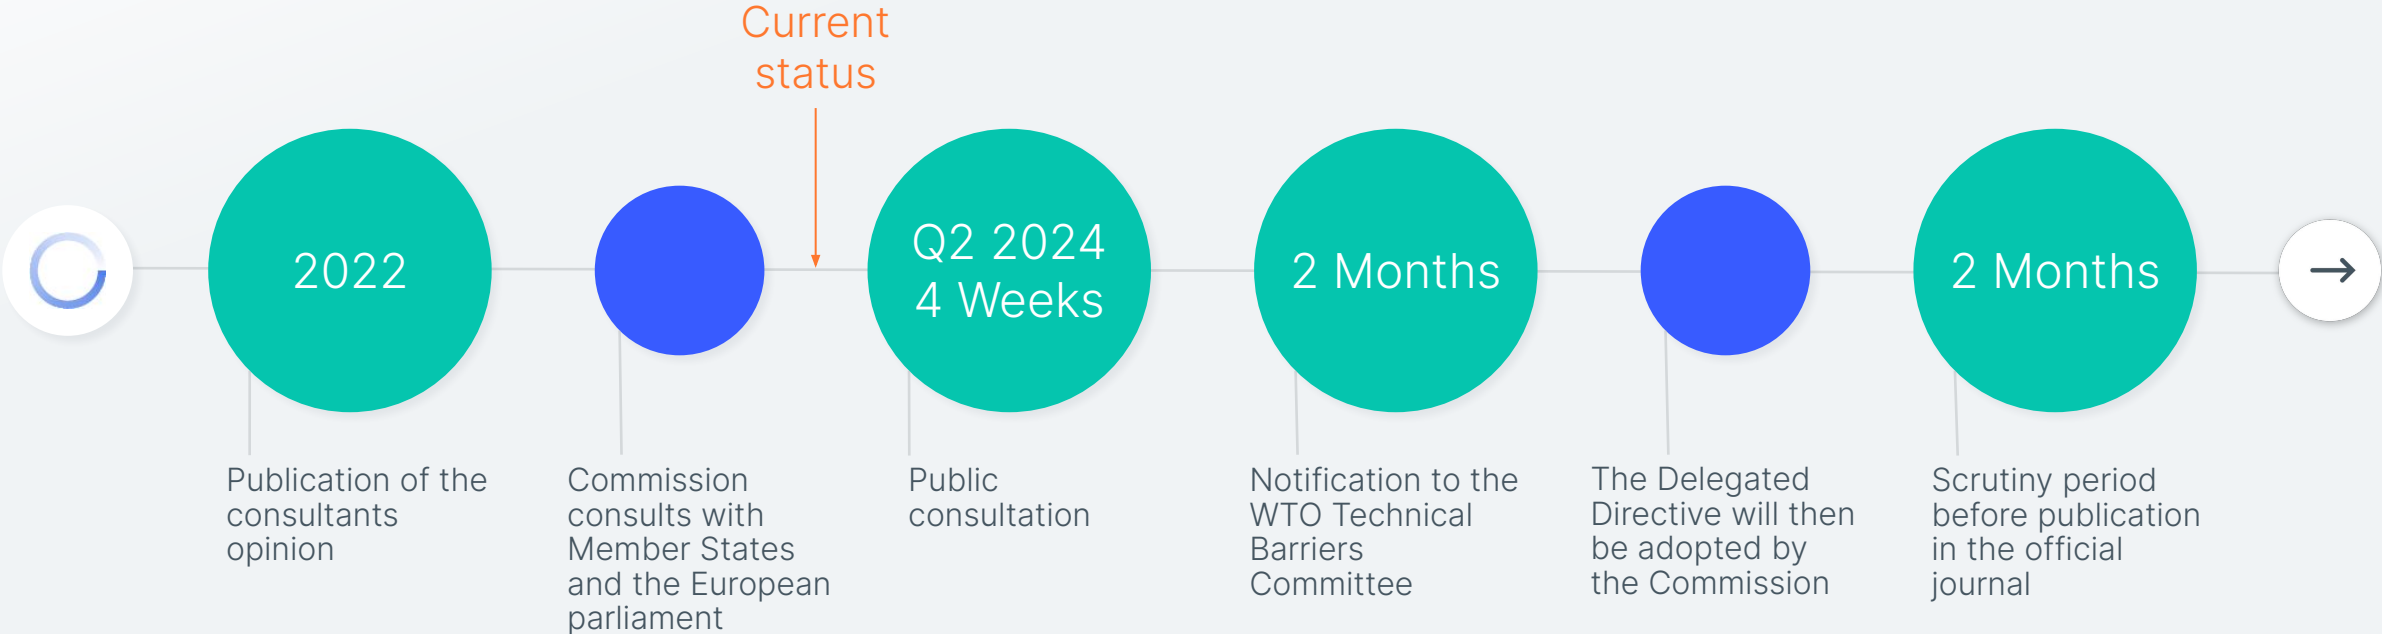 Current
status
2022
Q2 2024
4 Weeks
2 Months
2 Months
Publication of the
consultants
opinion
Commission
consults with
Member States
and the European
parliament
Public
consultation
Notification to the
WTO Technical
Barriers
Committee
The Delegated
Directive will then
be adopted by
the Commission
Scrutiny period
before publication
in the official
journal